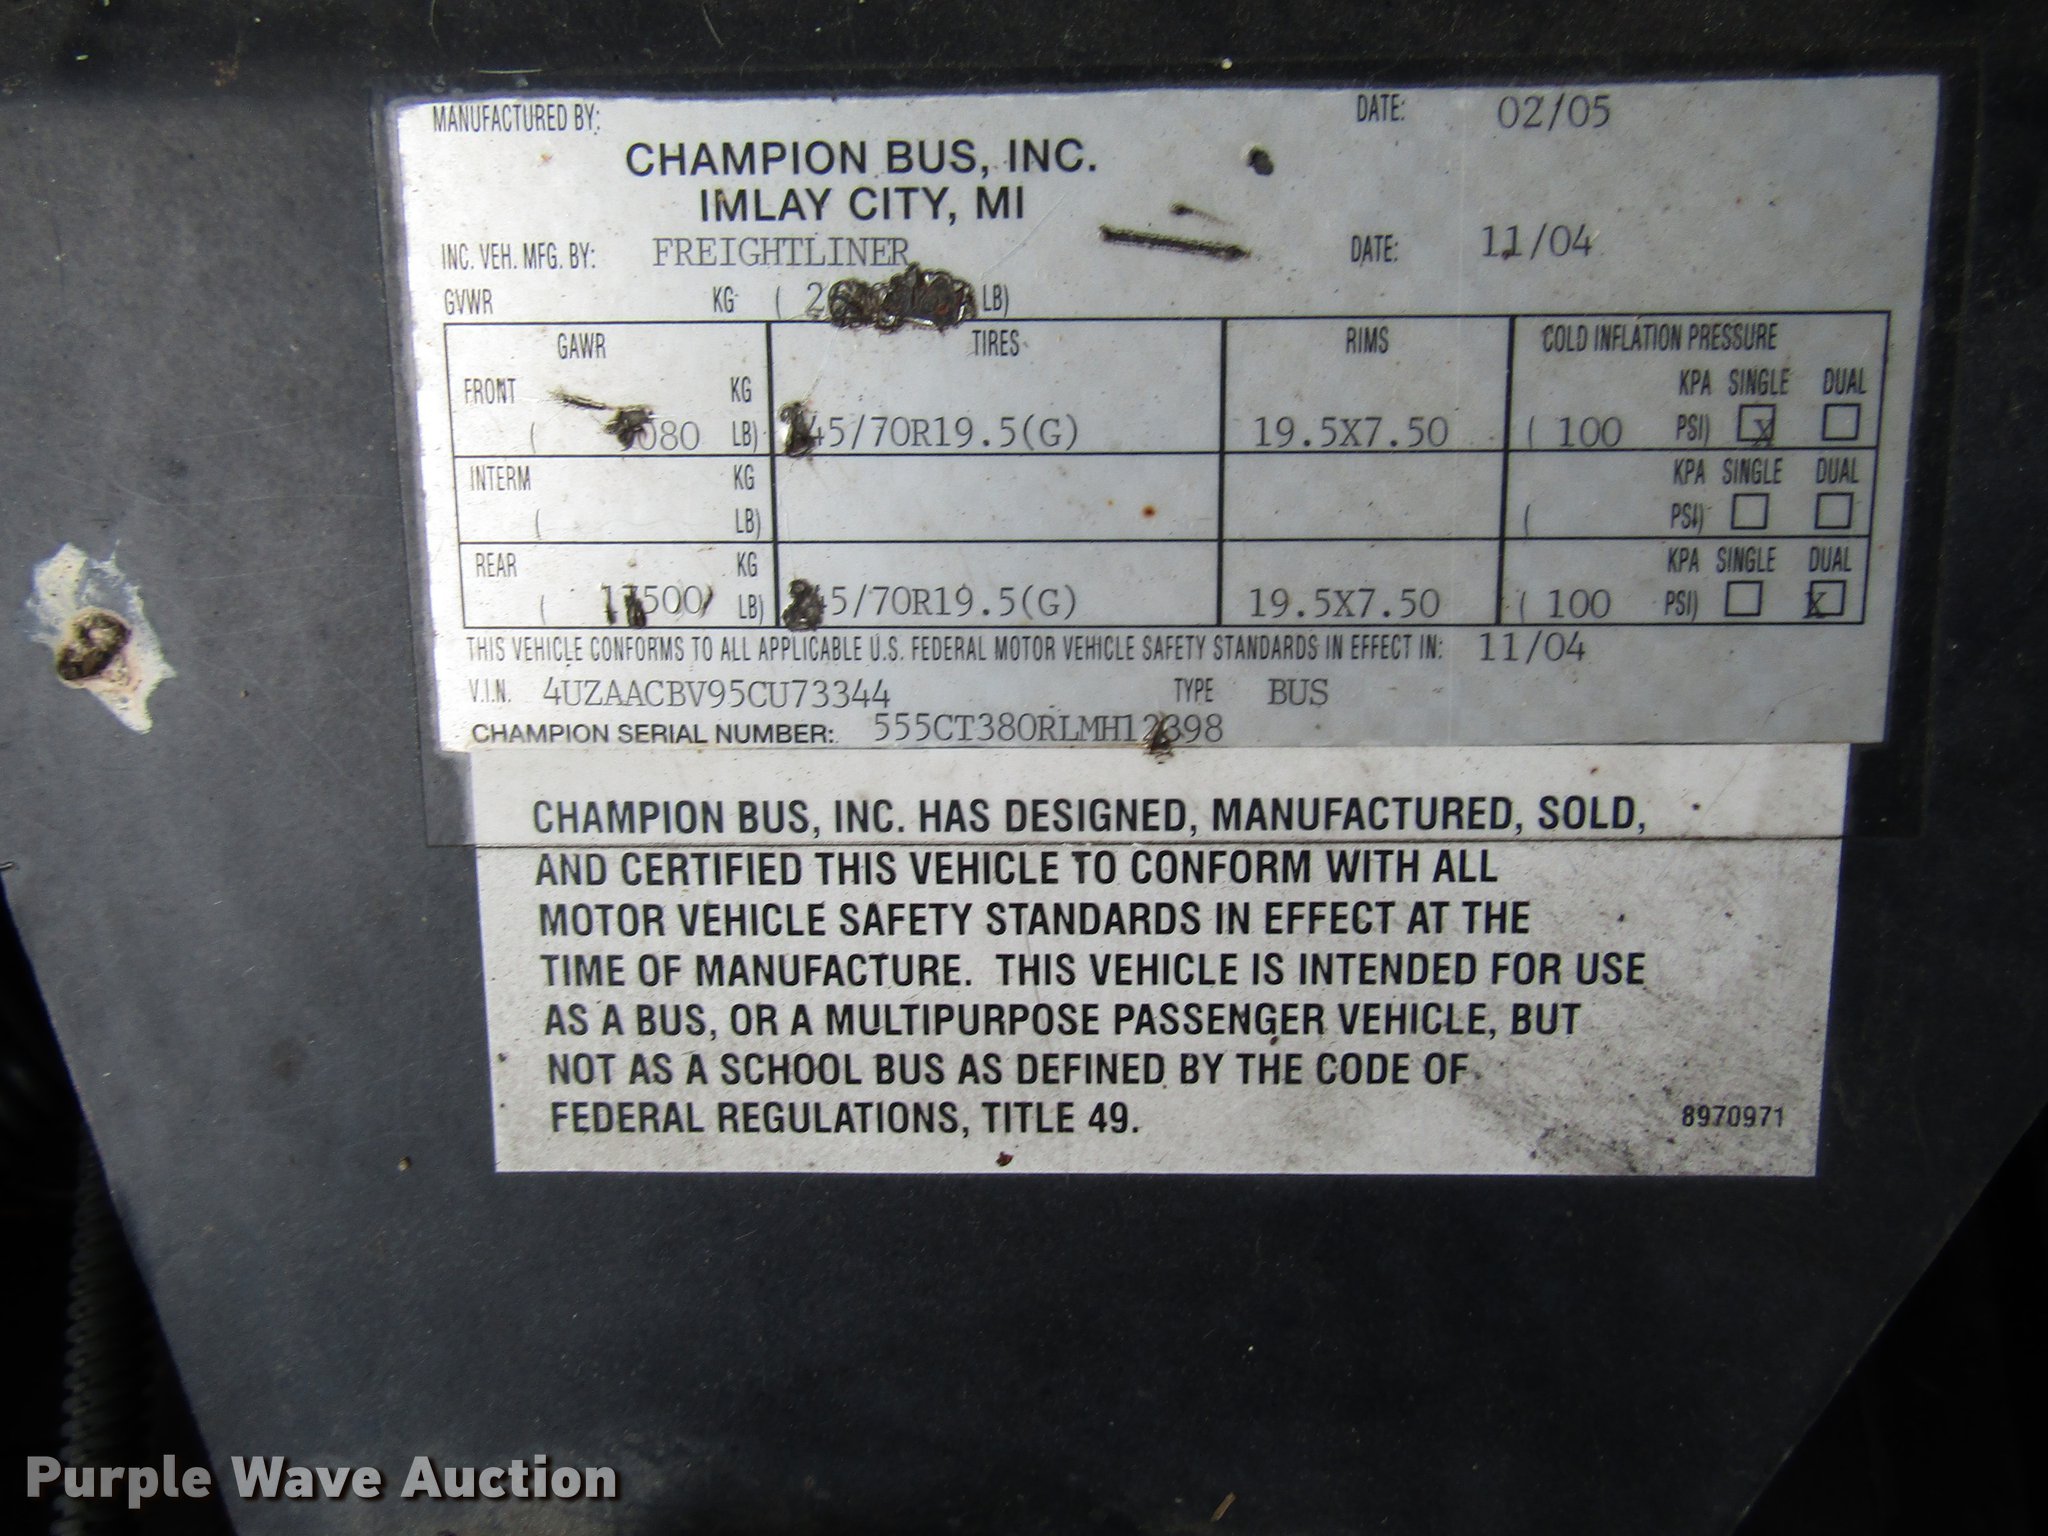 MANUFACTURED BY: DATE: 02/05
CHAMPION BUS, INC.
IMLAY CITY, MI
INC. VEH. MFG. BY: FREIGHTLINER DATE: 11/04
GVWR KG ( LB)
GAWR TIRES RIMS COLD INFLATION PRESSURE
FRONT KG KPA SINGLE DUAL
( LB) 19.5X7.50 ( 100 PSI) X
INTERM KG KPA SINGLE DUAL
( LB) ( PSI)
REAR KG KPA SINGLE DUAL
( LB) 19.5X7.50 ( 100 PSI) X
THIS VEHICLE CONFORMS TO ALL APPLICABLE U.S. FEDERAL MOTOR VEHICLE SAFETY STANDARDS IN EFFECT IN: 11/04
V.I.N. 4UZAACBV95CU73344 TYPE BUS
CHAMPION SERIAL NUMBER:
CHAMPION BUS, INC. HAS DESIGNED, MANUFACTURED, SOLD,
AND CERTIFIED THIS VEHICLE TO CONFORM WITH ALL
MOTOR VEHICLE SAFETY STANDARDS IN EFFECT AT THE
TIME OF MANUFACTURE. THIS VEHICLE IS INTENDED FOR USE
AS A BUS, OR A MULTIPURPOSE PASSENGER VEHICLE, BUT
NOT AS A SCHOOL BUS AS DEFINED BY THE CODE OF
FEDERAL REGULATIONS, TITLE 49.
8970971
Purple Wave Auction